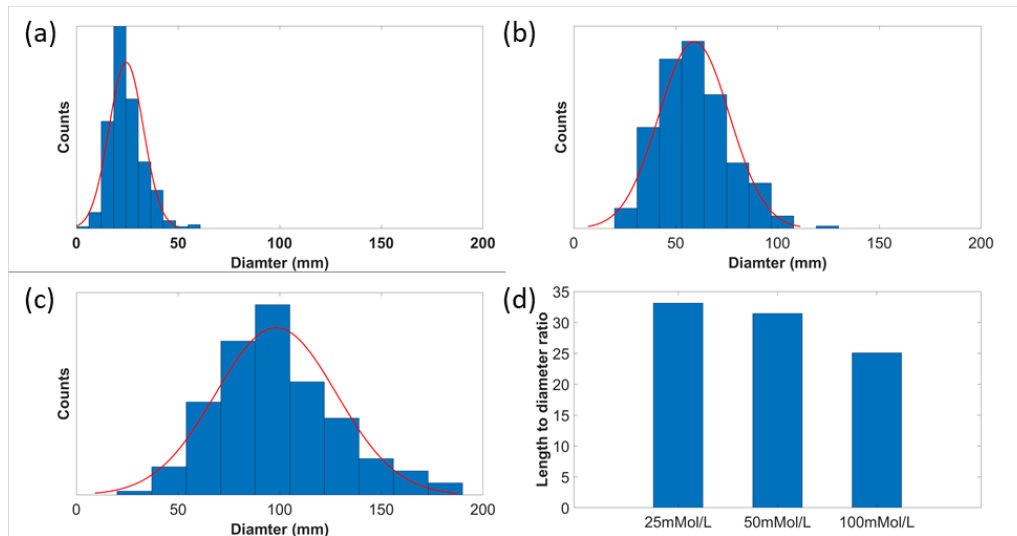 (a)
Counts
0 50 100 150 200
Diamter (mm)
(b)
Counts
0 50 100 150 200
Diamter (mm)
(c)
Counts
0 50 100 150 200
Diamter (mm)
(d)
Length to diameter ratio
35
30
25
20
15
10
5
0
25mMol/L 50mMol/L 100mMol/L